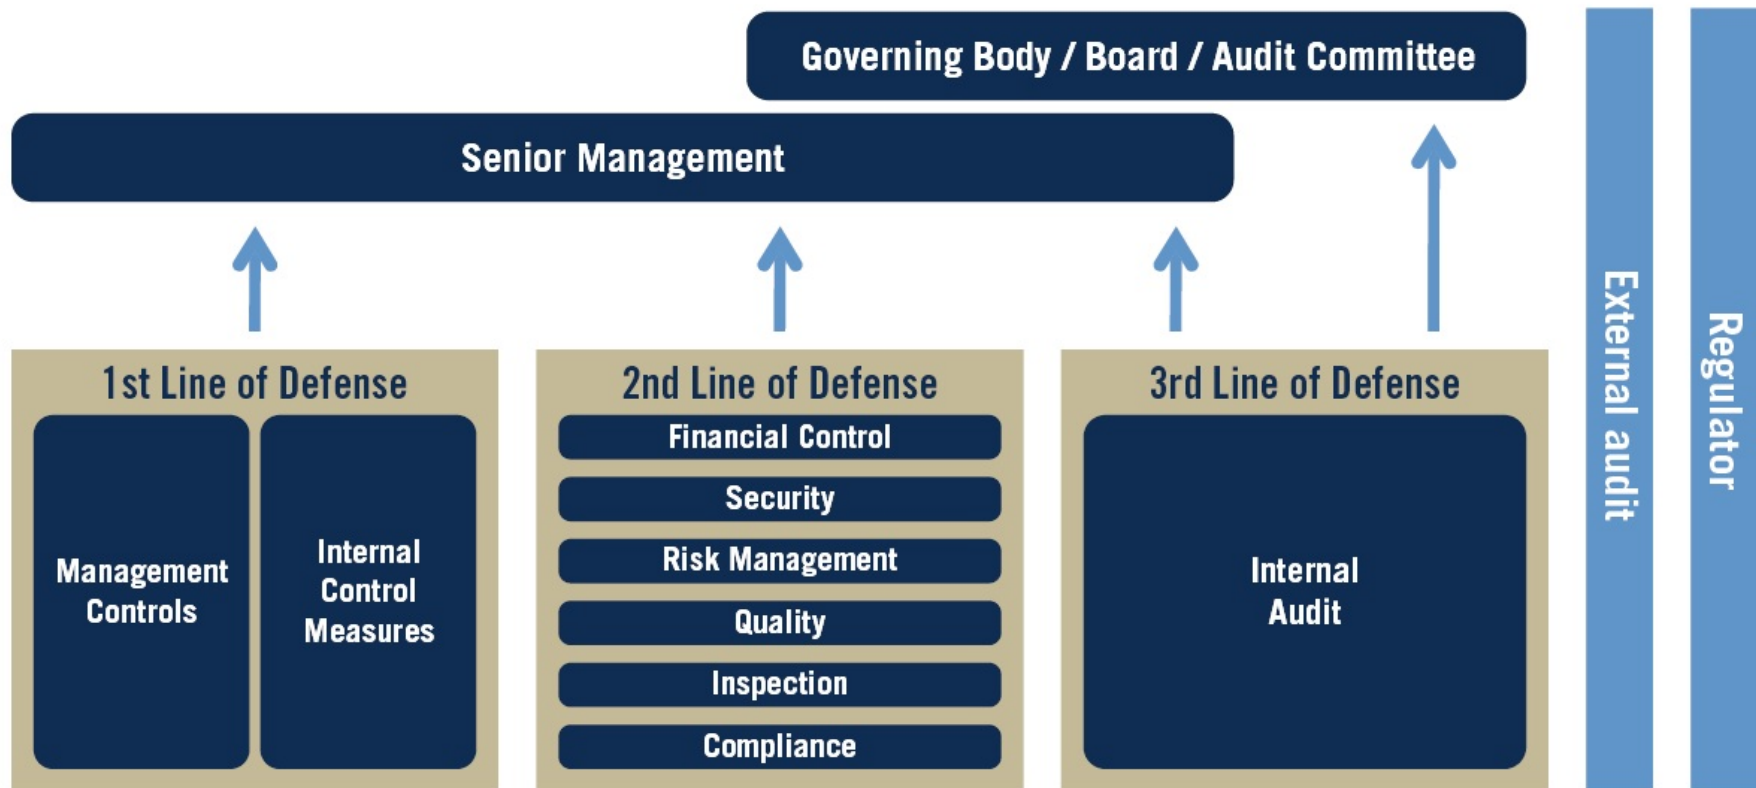 Governing Body / Board / Audit Committee
Senior Management
1st Line of Defense
Management
Controls
Internal
Control
Measures
2nd Line of Defense
Financial Control
Security
Risk Management
Quality
Inspection
Compliance
3rd Line of Defense
Internal
Audit
External audit
Regulator